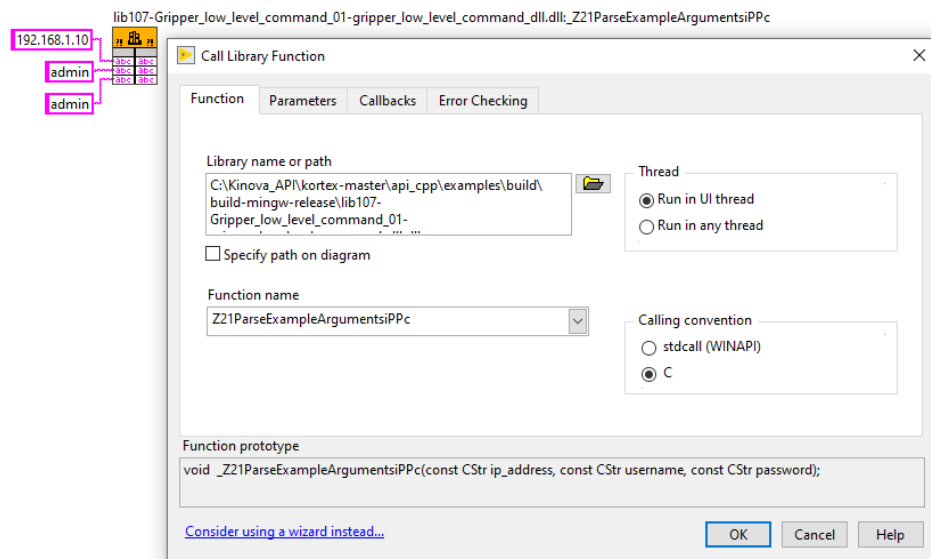 lib107-Gripper_low_level_command_01-gripper_low_level_command_dll.dll:_Z21ParseExampleArgumentsiPPc
192.168.1.10
admin
admin
abc abc
abc abc
abc abc
Call Library Function
Function Parameters Callbacks Error Checking
Library name or path
C:\Kinova_API\kortex-master\api_cpp\examples\build\
build-mingw-release\lib107-
Gripper_low_level_command_01-
Specify path on diagram
Thread
Run in UI thread
Run in any thread
Function name
Z21ParseExampleArgumentsiPPc
Calling convention
stdcall (WINAPI)
C
Function prototype
void _Z21ParseExampleArgumentsiPPc(const CStr ip_address, const CStr username, const CStr password);
Consider using a wizard instead...
OK Cancel Help